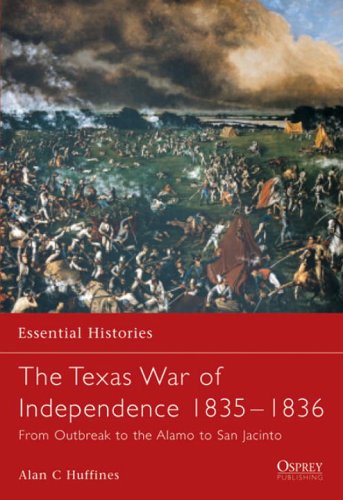 Essential Histories
The Texas War of
Independence 1835–1836
From Outbreak to the Alamo to San Jacinto
Alan C Huffines
OSPREY
PUBLISHING